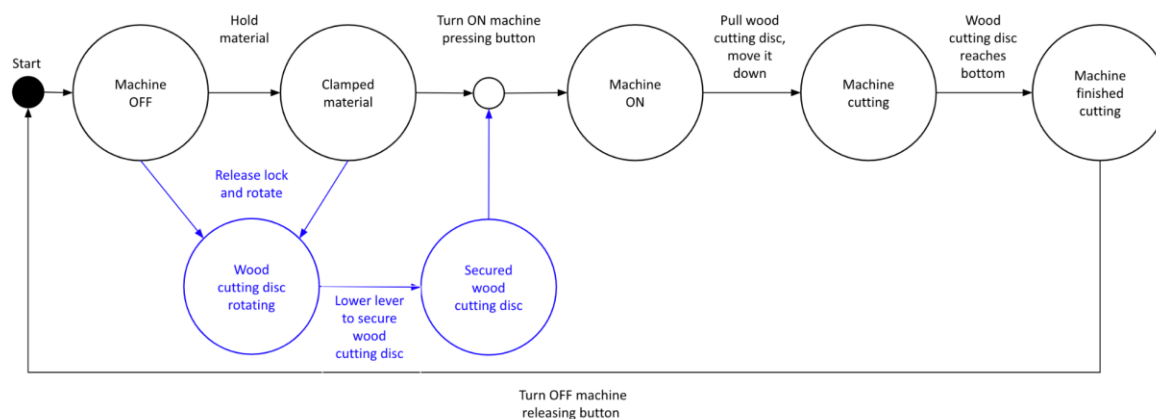 Start
Machine
OFF
Hold
material
Clamped
material
Turn ON machine
pressing button
Machine
ON
Pull wood
cutting disc,
move it
down
Machine
cutting
Wood
cutting disc
reaches
bottom
Machine
finished
cutting
Release lock
and rotate
Wood
cutting disc
rotating
Lower lever
to secure
wood
cutting disc
Secured
wood
cutting disc
Turn OFF machine
releasing button